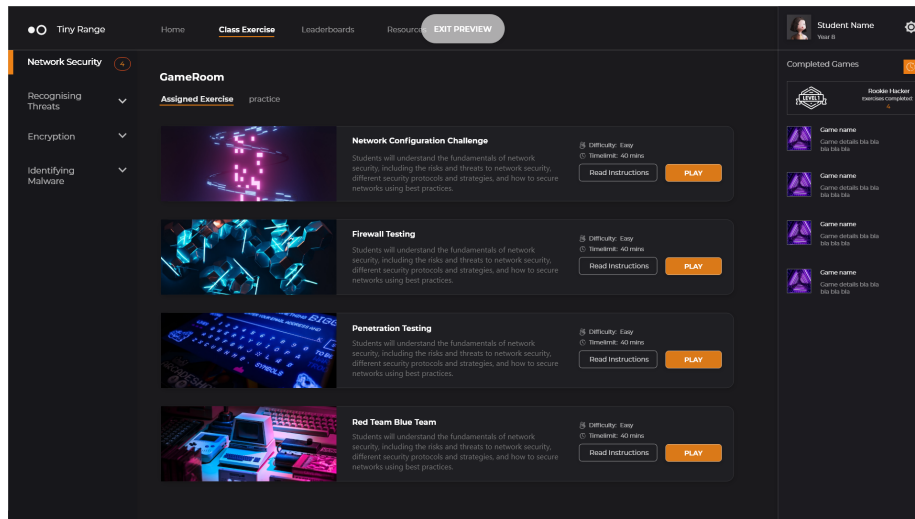 Tiny Range
Home Class Exercise Leaderboards Resources EXIT PREVIEW
Student Name
Year 8
Network Security 4
Recognising
Threats
Encryption
Identifying
Malware
GameRoom
Assigned Exercise practice
Network Configuration Challenge
Students will understand the fundamentals of network
security, including the risks and threats to network security,
different security protocols and strategies, and how to secure
networks using best practices.
Difficulty: Easy
Timelimit: 40 mins
Read Instructions PLAY
Firewall Testing
Students will understand the fundamentals of network
security, including the risks and threats to network security,
different security protocols and strategies, and how to secure
networks using best practices.
Difficulty: Easy
Timelimit: 40 mins
Read Instructions PLAY
Penetration Testing
Students will understand the fundamentals of network
security, including the risks and threats to network security,
different security protocols and strategies, and how to secure
networks using best practices.
Difficulty: Easy
Timelimit: 40 mins
Read Instructions PLAY
Red Team Blue Team
Students will understand the fundamentals of network
security, including the risks and threats to network security,
different security protocols and strategies, and how to secure
networks using best practices.
Difficulty: Easy
Timelimit: 40 mins
Read Instructions PLAY
Completed Games
LEVEL 1
Rookie Hacker
Exercises Completed:
4
Game name
Game details bla bla
bla bla bla
Game name
Game details bla bla
bla bla bla
Game name
Game details bla bla
bla bla bla
Game name
Game details bla bla
bla bla bla